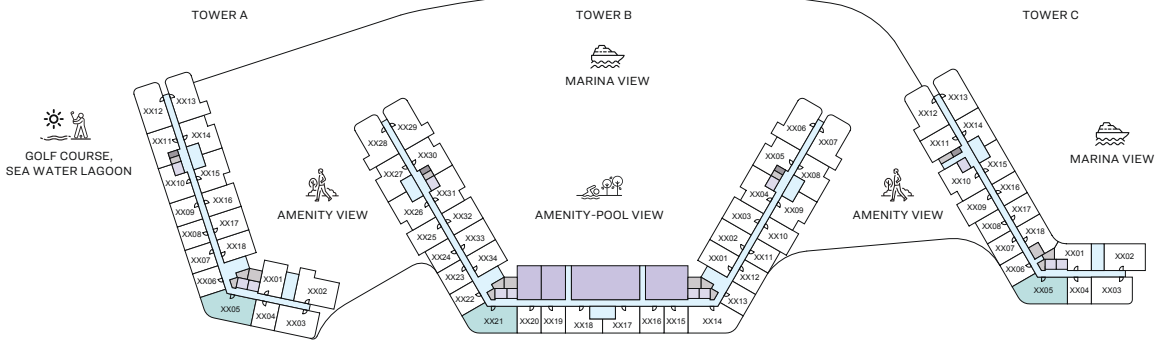 TOWER A
TOWER B
TOWER C
MARINA VIEW
GOLF COURSE,
SEA WATER LAGOON
AMENITY VIEW
AMENITY-POOL VIEW
AMENITY VIEW
MARINA VIEW
XX12
XX13
XX11
XX14
XX10
XX15
XX09
XX16
XX08
XX17
XX07
XX18
XX06
XX01
XX02
XX05
XX04
XX03
XX28
XX29
XX27
XX30
XX26
XX31
XX25
XX32
XX24
XX33
XX23
XX34
XX22
XX21
XX20
XX19
XX18
XX17
XX16
XX15
XX14
XX13
XX12
XX11
XX10
XX09
XX08
XX07
XX06
XX05
XX04
XX03
XX02
XX01
XX12
XX13
XX11
XX14
XX10
XX15
XX09
XX16
XX08
XX17
XX07
XX18
XX06
XX01
XX02
XX05
XX04
XX03